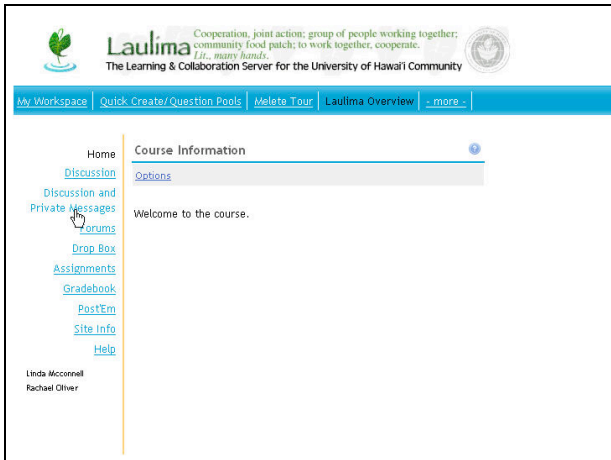 Cooperation, joint action; group of people working together;
Laulima community food patch; to work together, cooperate.
Lit., many hands.
The Learning & Collaboration Server for the University of Hawai'i Community
My Workspace Quick Create/Question Pools Melete Tour Laulima Overview - more -
Home
Course Information
Discussion
Options
Discussion and
Private Messages
Welcome to the course.
Forums
Drop Box
Assignments
Gradebook
Post'Em
Site Info
Help
Linda Mcconnell
Rachael Oliver